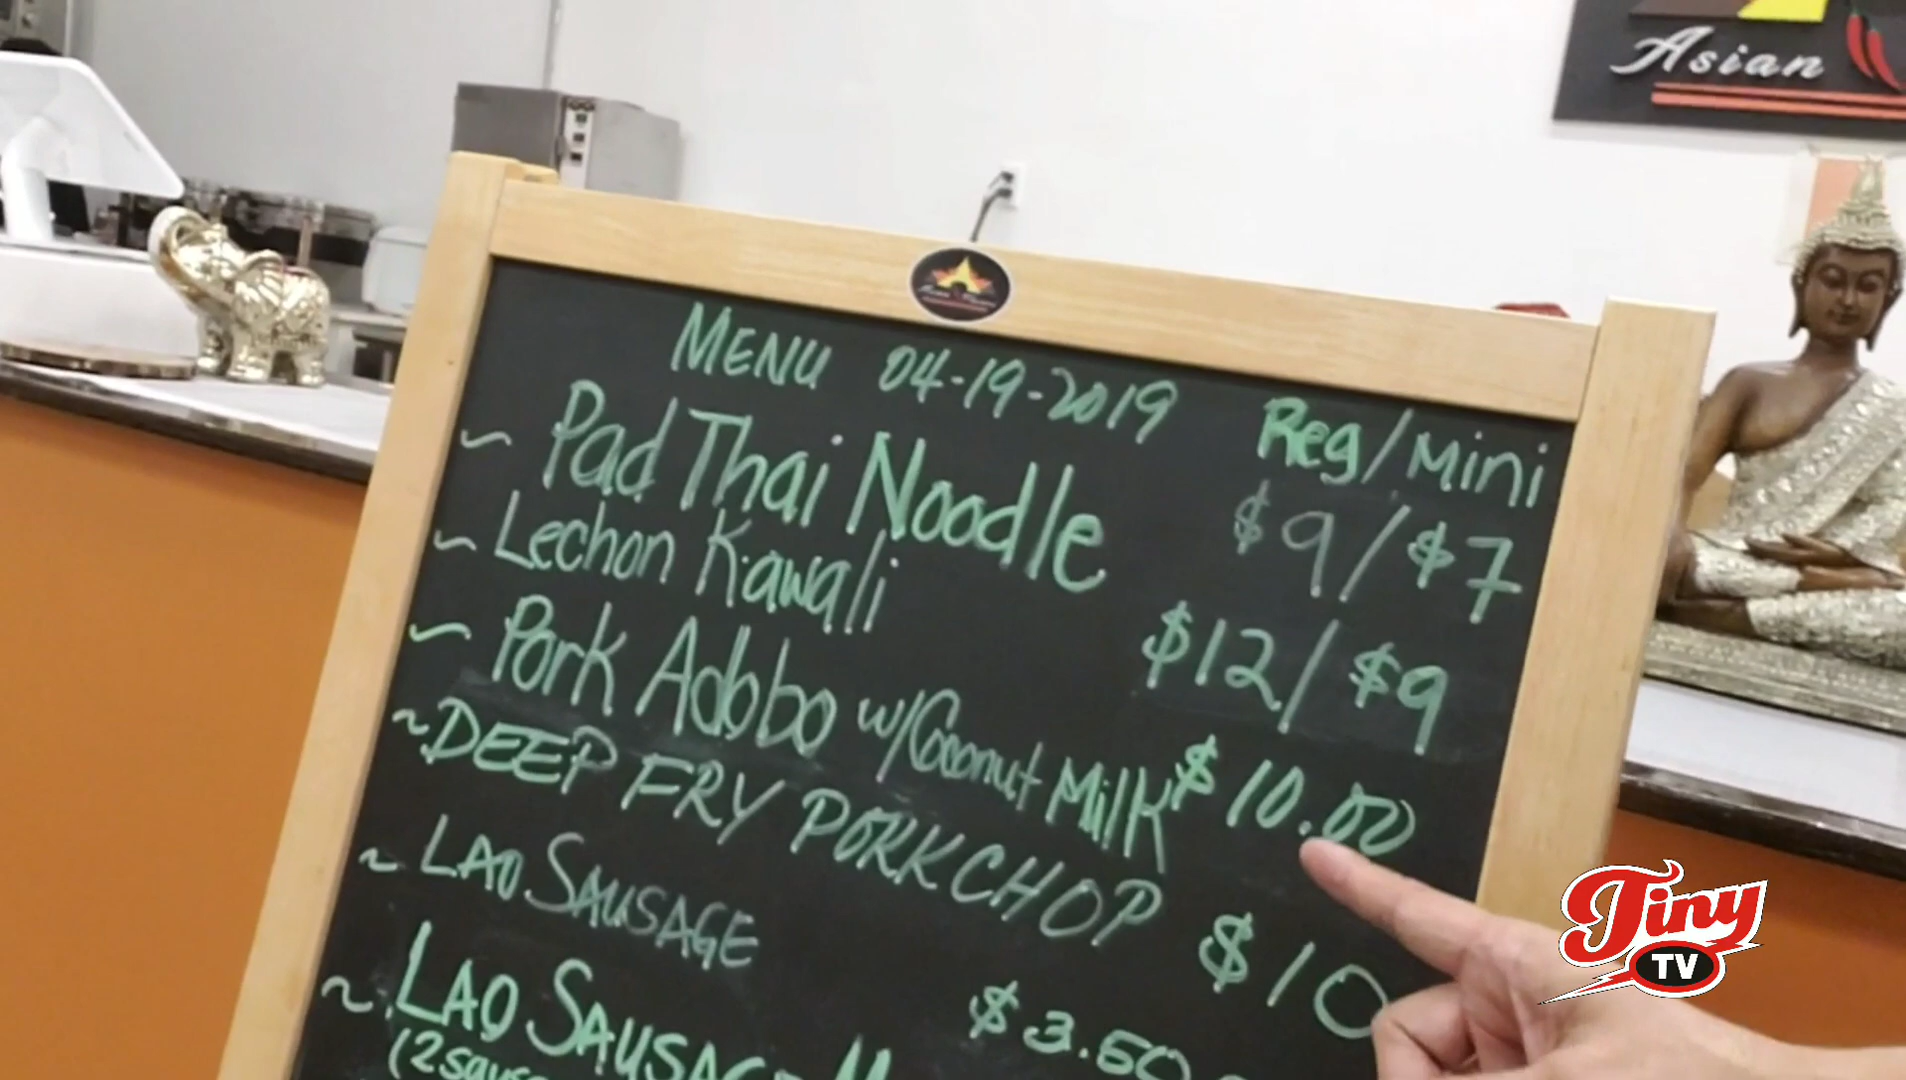 Asian
MENU 04-19-2019 Reg/Mini
~ Pad Thai Noodle $9/$7
~ Lechon Kawali $12/$9
~ Pork Adobo w/Coconut Milk $10.00
~ DEEP FRY PORKCHOP $10
~ LAO SAUSAGE $3.50
~ LAO SAUSAGE
(2
Tiny
TV